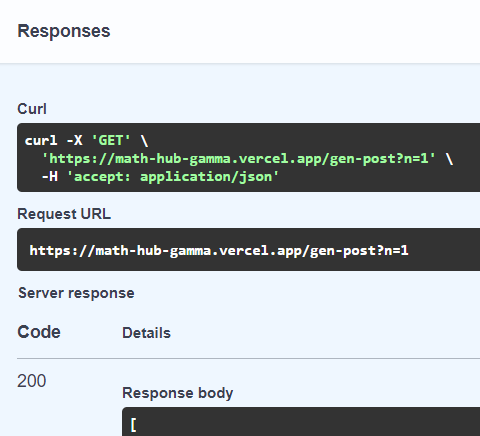 Responses
Curl
curl -X 'GET' \
'https://math-hub-gamma.vercel.app/gen-post?n=1' \
-H 'accept: application/json'
Request URL
https://math-hub-gamma.vercel.app/gen-post?n=1
Server response
Code Details
200
Response body
[